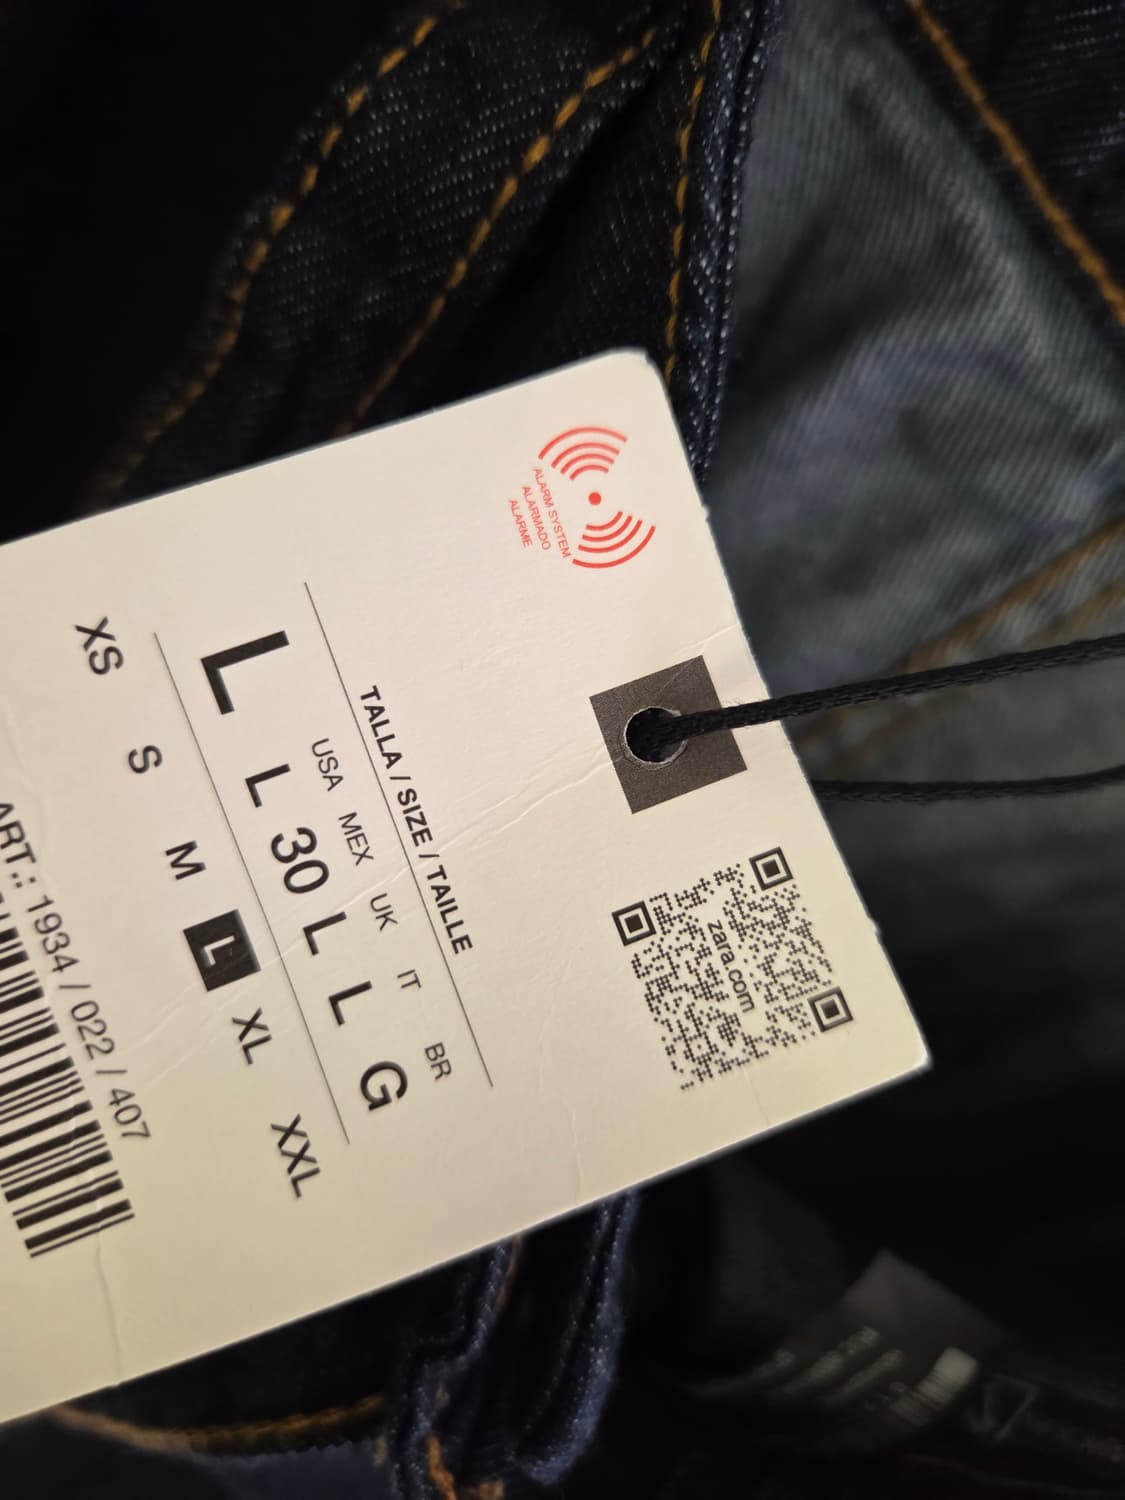 ALARM SYSTEM
ALARMADO
ALARME
zara.com
TALLA / SIZE / TAILLE
USA MEX UK IT BR
L L 30 L L G
XS S M L XL XXL
ART.: 1934 / 022 / 407